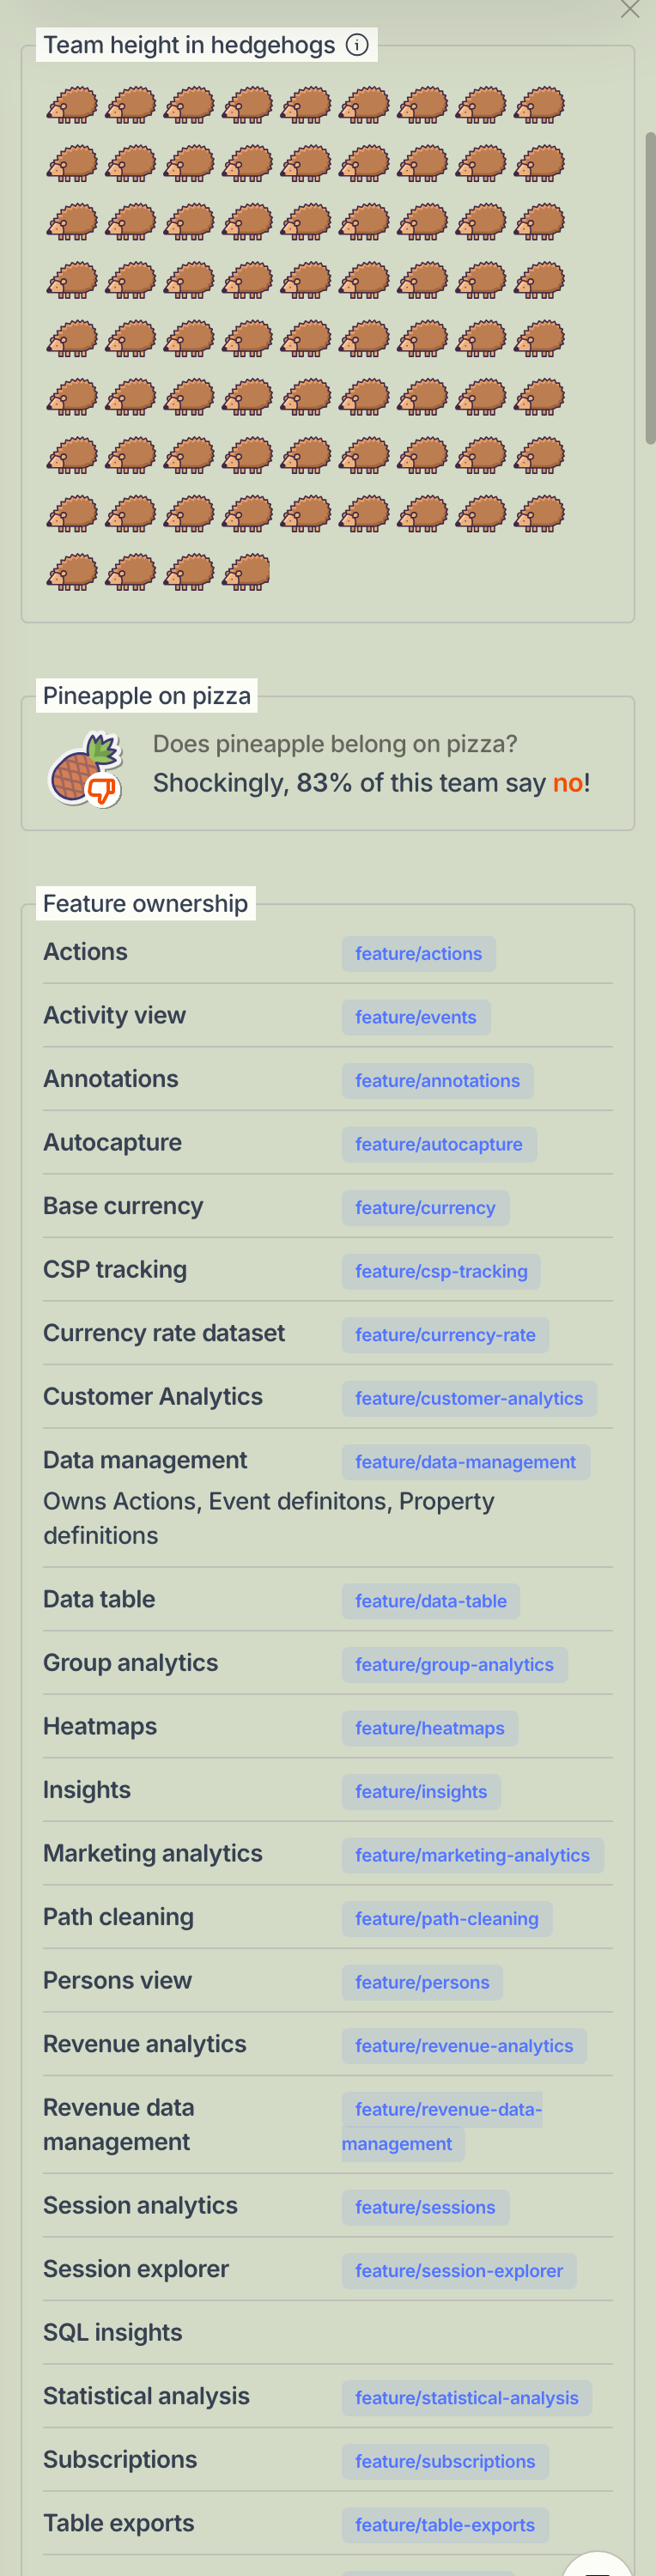 Team height in hedgehogs
Pineapple on pizza
Does pineapple belong on pizza?
Shockingly, 83% of this team say no!
Feature ownership
Actions feature/actions
Activity view feature/events
Annotations feature/annotations
Autocapture feature/autocapture
Base currency feature/currency
CSP tracking feature/csp-tracking
Currency rate dataset feature/currency-rate
Customer Analytics feature/customer-analytics
Data management feature/data-management
Owns Actions, Event definitons, Property
definitions
Data table feature/data-table
Group analytics feature/group-analytics
Heatmaps feature/heatmaps
Insights feature/insights
Marketing analytics feature/marketing-analytics
Path cleaning feature/path-cleaning
Persons view feature/persons
Revenue analytics feature/revenue-analytics
Revenue data feature/revenue-data-
management management
Session analytics feature/sessions
Session explorer feature/session-explorer
SQL insights
Statistical analysis feature/statistical-analysis
Subscriptions feature/subscriptions
Table exports feature/table-exports